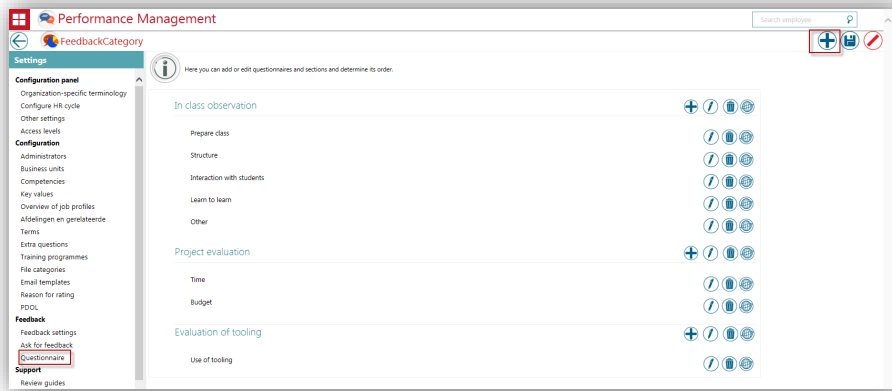 Performance Management
Search employee
FeedbackCategory
Settings
Configuration panel
Organization-specific terminology
Configure HR cycle
Other settings
Access levels
Configuration
Administrators
Business units
Competencies
Key values
Overview of job profiles
Afdelingen en gerelateerde
Terms
Extra questions
Training programmes
File categories
Email templates
Reason for rating
PDOL
Feedback
Feedback settings
Ask for feedback
Questionnaire
Support
Review guides
Here you can add or edit questionnaires and sections and determine its order.
In class observation
Prepare class
Structure
Interaction with students
Learn to learn
Other
Project evaluation
Time
Budget
Evaluation of tooling
Use of tooling